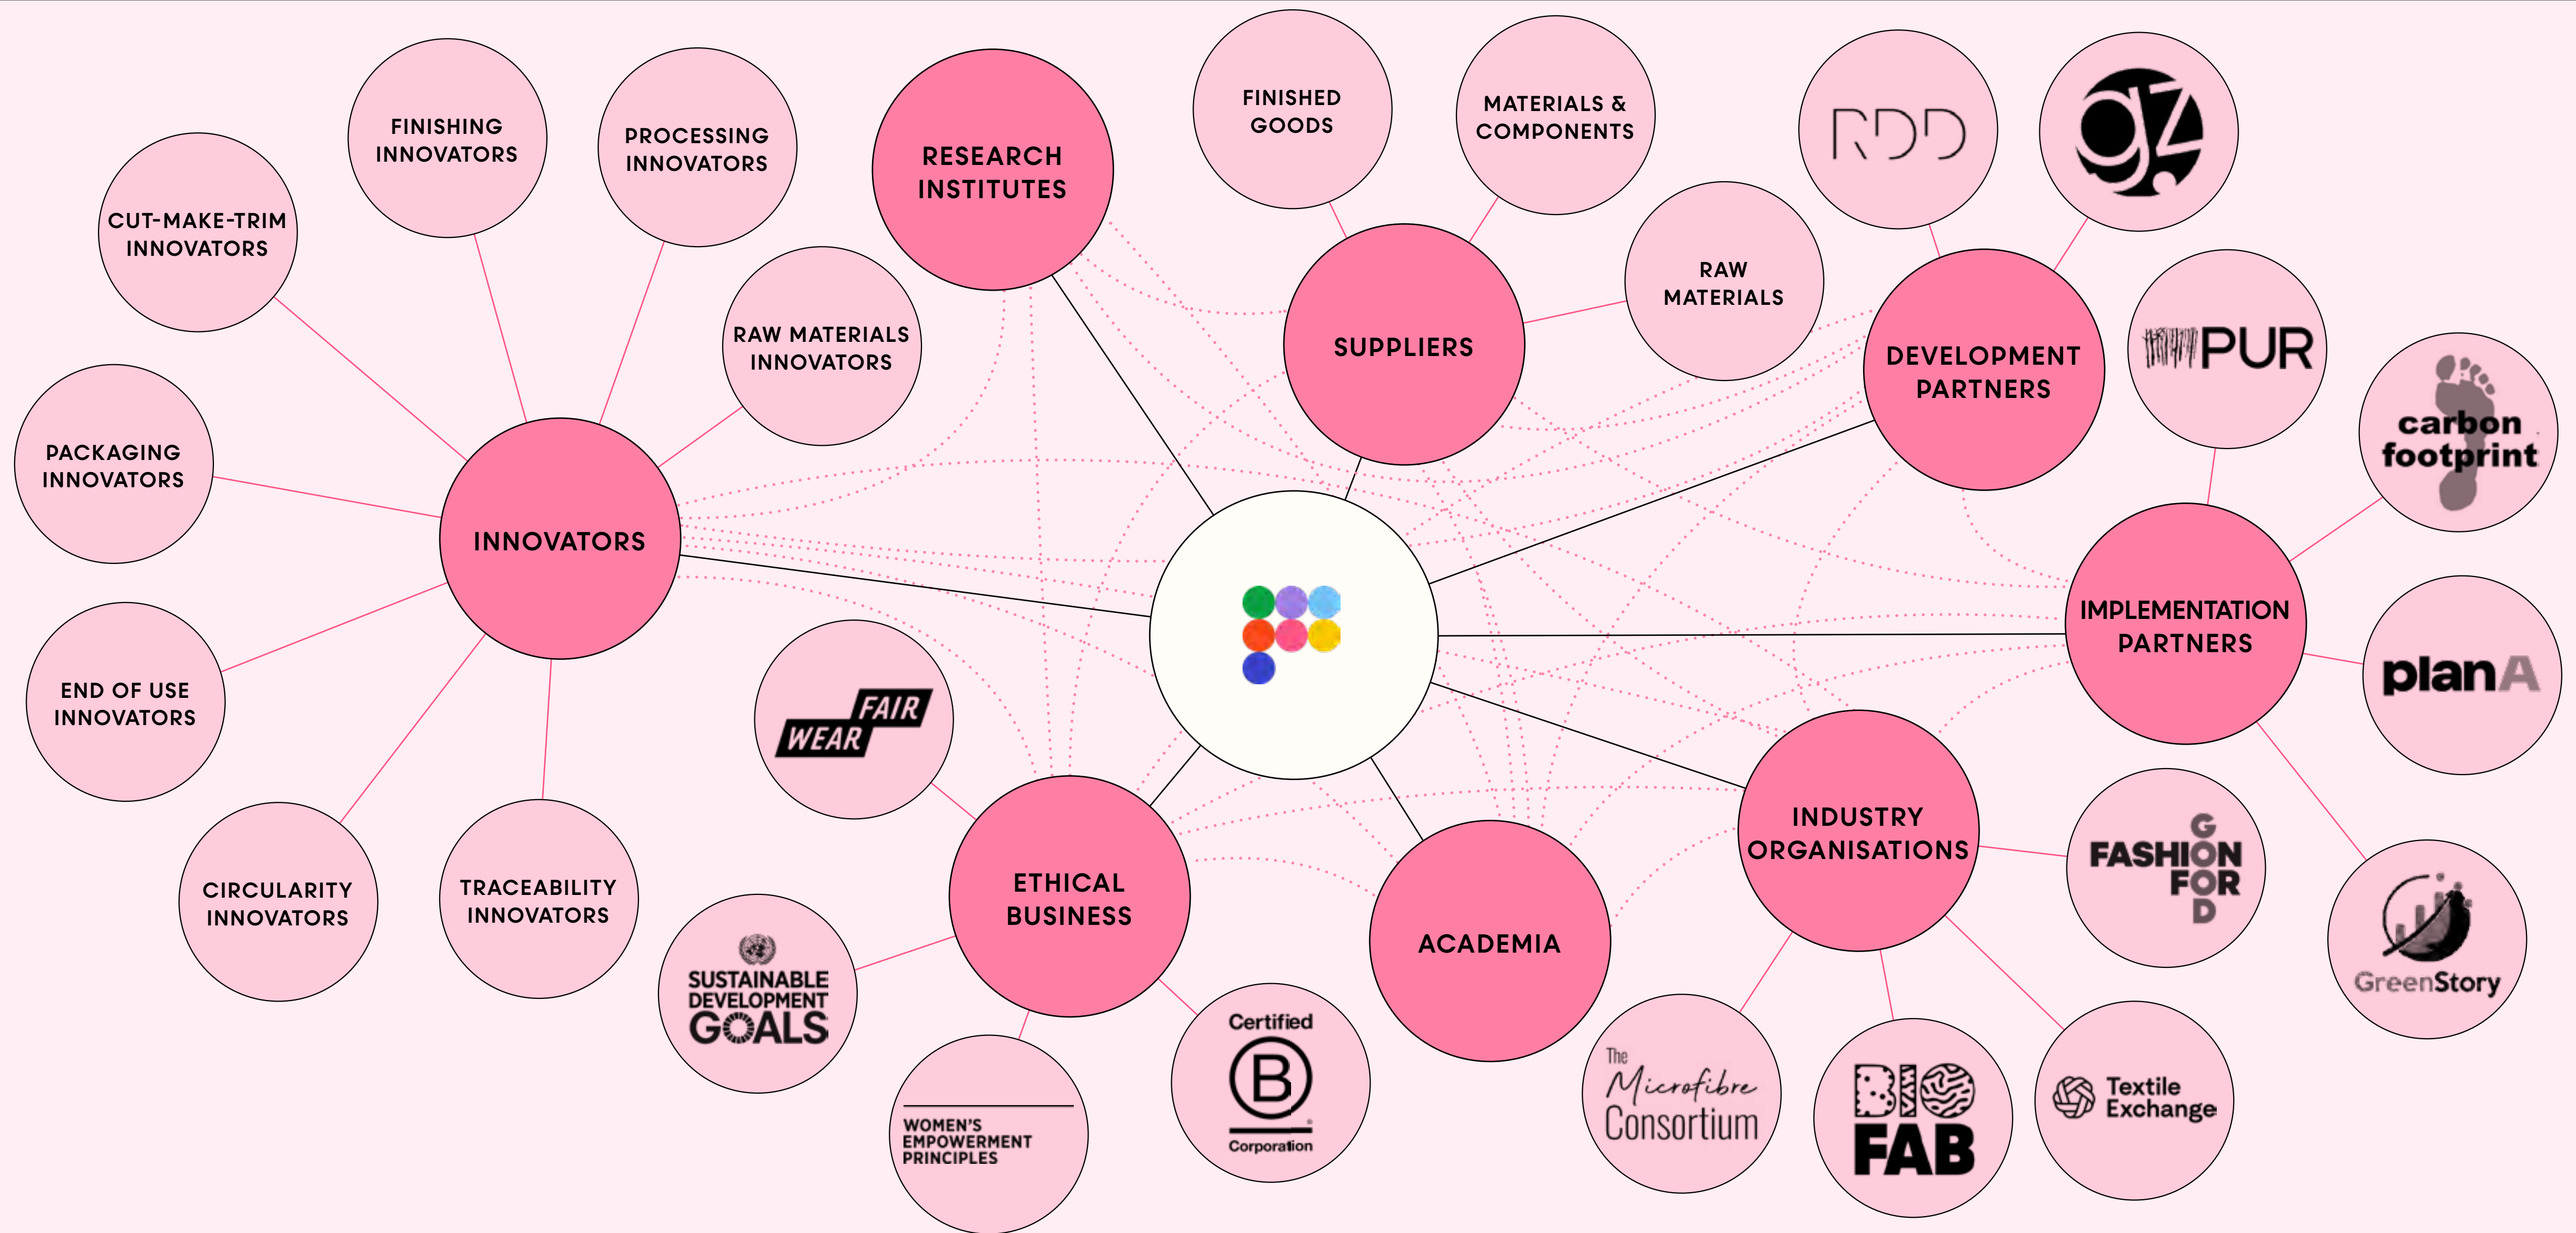 FINISHING
INNOVATORS
PROCESSING
INNOVATORS
CUT-MAKE-TRIM
INNOVATORS
RAW MATERIALS
INNOVATORS
PACKAGING
INNOVATORS
INNOVATORS
END OF USE
INNOVATORS
CIRCULARITY
INNOVATORS
TRACEABILITY
INNOVATORS
RESEARCH
INSTITUTES
FINISHED
GOODS
MATERIALS &
COMPONENTS
RAW
MATERIALS
SUPPLIERS
RDD
gz.
DEVELOPMENT
PARTNERS
PUR
carbon
footprint
IMPLEMENTATION
PARTNERS
planA
GreenStory
FAIR
WEAR
ETHICAL
BUSINESS
SUSTAINABLE
DEVELOPMENT
GOALS
WOMEN'S
EMPOWERMENT
PRINCIPLES
Certified
B
®
Corporation
ACADEMIA
INDUSTRY
ORGANISATIONS
FASHION
FOR
GOOD
The
Microfibre
Consortium
BIO
FAB
Textile
Exchange